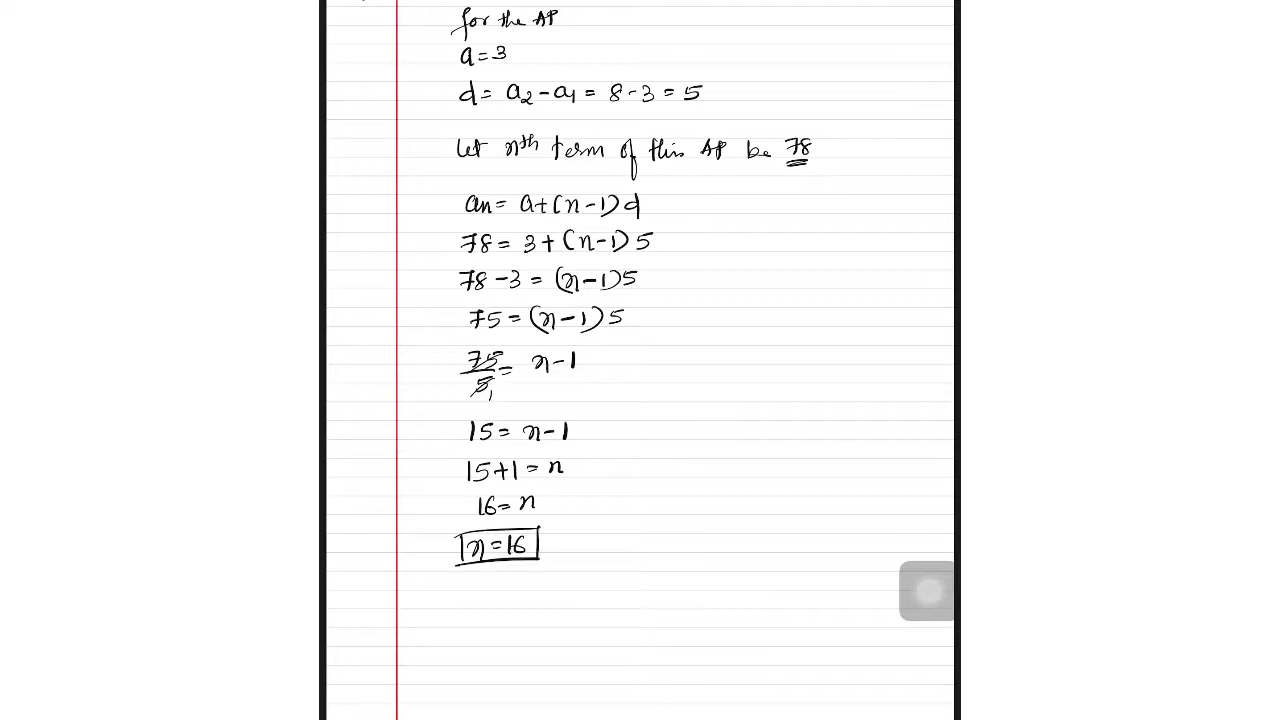 for the AP
a=3
d= a2-a1= 8-3=5
Let nth term of this AP be 78
an= a+(n-1)d
78= 3+(n-1)5
78-3=(n-1)5
75=(n-1)5
75/5= n-1
1
15= n-1
15+1=n
16=n
n=16